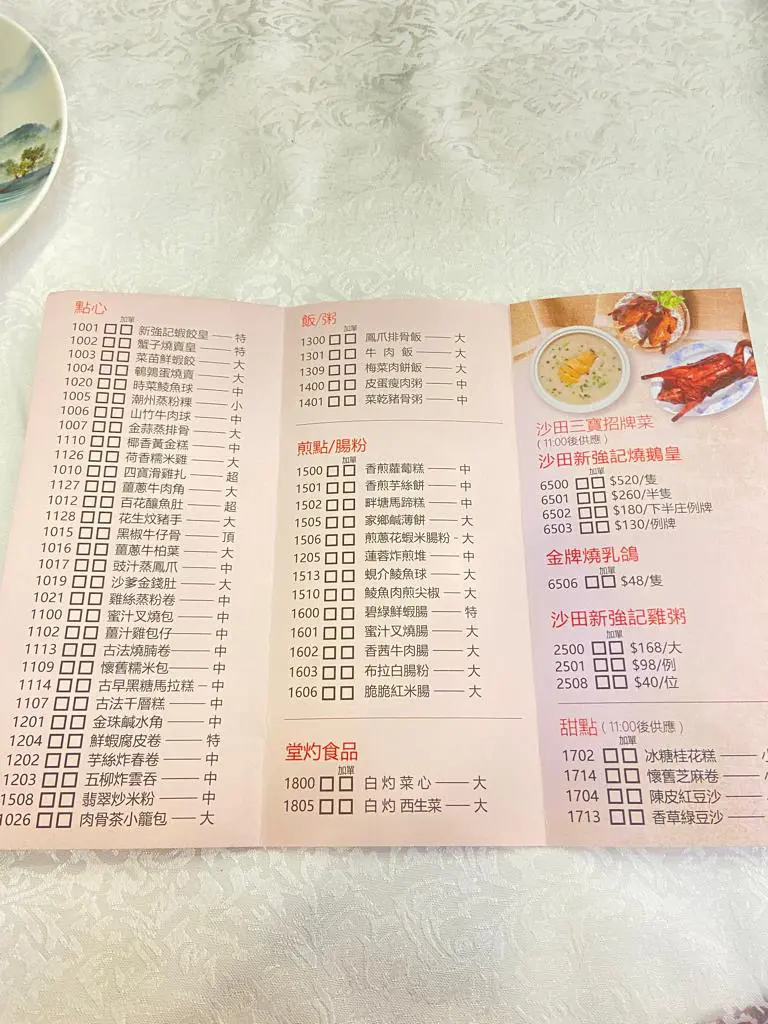 點心
加單
1001 □□ 新強記蝦餃皇 — 特
1002 □□ 蟹子燒賣皇 — 特
1003 □□ 菜苗鮮蝦餃 — 大
1004 □□ 鵪鶉蛋燒賣 — 大
1020 □□ 時菜鯪魚球 — 中
1005 □□ 潮州蒸粉粿 — 小
1006 □□ 山竹牛肉球 — 中
1007 □□ 金蒜蒸排骨 — 大
1110 □□ 椰香黃金糕 — 中
1126 □□ 荷香糯米雞 — 大
1010 □□ 四寶滑雞扎 — 超
1127 □□ 薑蔥牛肉角 — 大
1012 □□ 百花釀魚肚 — 超
1128 □□ 花生炆豬手 — 大
1015 □□ 黑椒牛仔骨 — 頂
1016 □□ 薑蔥牛柏葉 — 大
1017 □□ 豉汁蒸鳳爪 — 中
1019 □□ 沙爹金錢肚 — 大
1021 □□ 雞絲蒸粉卷 — 中
1100 □□ 蜜汁叉燒包 — 中
1102 □□ 薑汁雞包仔 — 中
1113 □□ 古法燒腩卷 — 中
1109 □□ 懷舊糯米包 — 中
1114 □□ 古早黑糖馬拉糕 – 中
1107 □□ 古法千層糕 — 中
1201 □□ 金珠鹹水角 — 中
1204 □□ 鮮蝦腐皮卷 — 特
1202 □□ 芋絲炸春卷 — 中
1203 □□ 五柳炸雲吞 — 中
1508 □□ 翡翠炒米粉 — 中
1026 □□ 肉骨茶小籠包 — 大
飯/粥
加單
1300 □□ 鳳爪排骨飯 — 大
1301 □□ 牛 肉 飯 — 大
1309 □□ 梅菜肉餅飯 — 大
1400 □□ 皮蛋瘦肉粥 — 中
1401 □□ 菜乾豬骨粥 — 中
煎點/腸粉
加單
1500 □□ 香煎蘿蔔糕 — 中
1501 □□ 香煎芋絲餅 — 中
1502 □□ 畔塘馬蹄糕 — 中
1505 □□ 家鄉鹹薄餅 — 大
1506 □□ 煎蔥花蝦米腸粉 - 大
1205 □□ 蓮蓉炸煎堆 — 中
1513 □□ 蜆介鯪魚球 — 大
1510 □□ 鯪魚肉煎尖椒 — 大
1600 □□ 碧綠鮮蝦腸 — 特
1601 □□ 蜜汁叉燒腸 — 大
1602 □□ 香茜牛肉腸 — 大
1603 □□ 布拉白腸粉 — 大
1606 □□ 脆脆紅米腸 — 大
堂灼食品
加單
1800 □□ 白 灼 菜 心 — 大
1805 □□ 白 灼 西生菜 — 大
沙田三寶招牌菜
(11:00後供應)
沙田新強記燒鵝皇
加單
6500 □□ $520/隻
6501 □□ $260/半隻
6502 □□ $180/下半庄例牌
6503 □□ $130/例牌
金牌燒乳鴿
加單
6506 □□ $48/隻
沙田新強記雞粥
加單
2500 □□ $168/大
2501 □□ $98/例
2508 □□ $40/位
甜點 (11:00後供應)
加單
1702 □□ 冰糖桂花糕 —
1714 □□ 懷舊芝麻卷 —
1704 □□ 陳皮紅豆沙 —
1713 □□ 香草綠豆沙 —